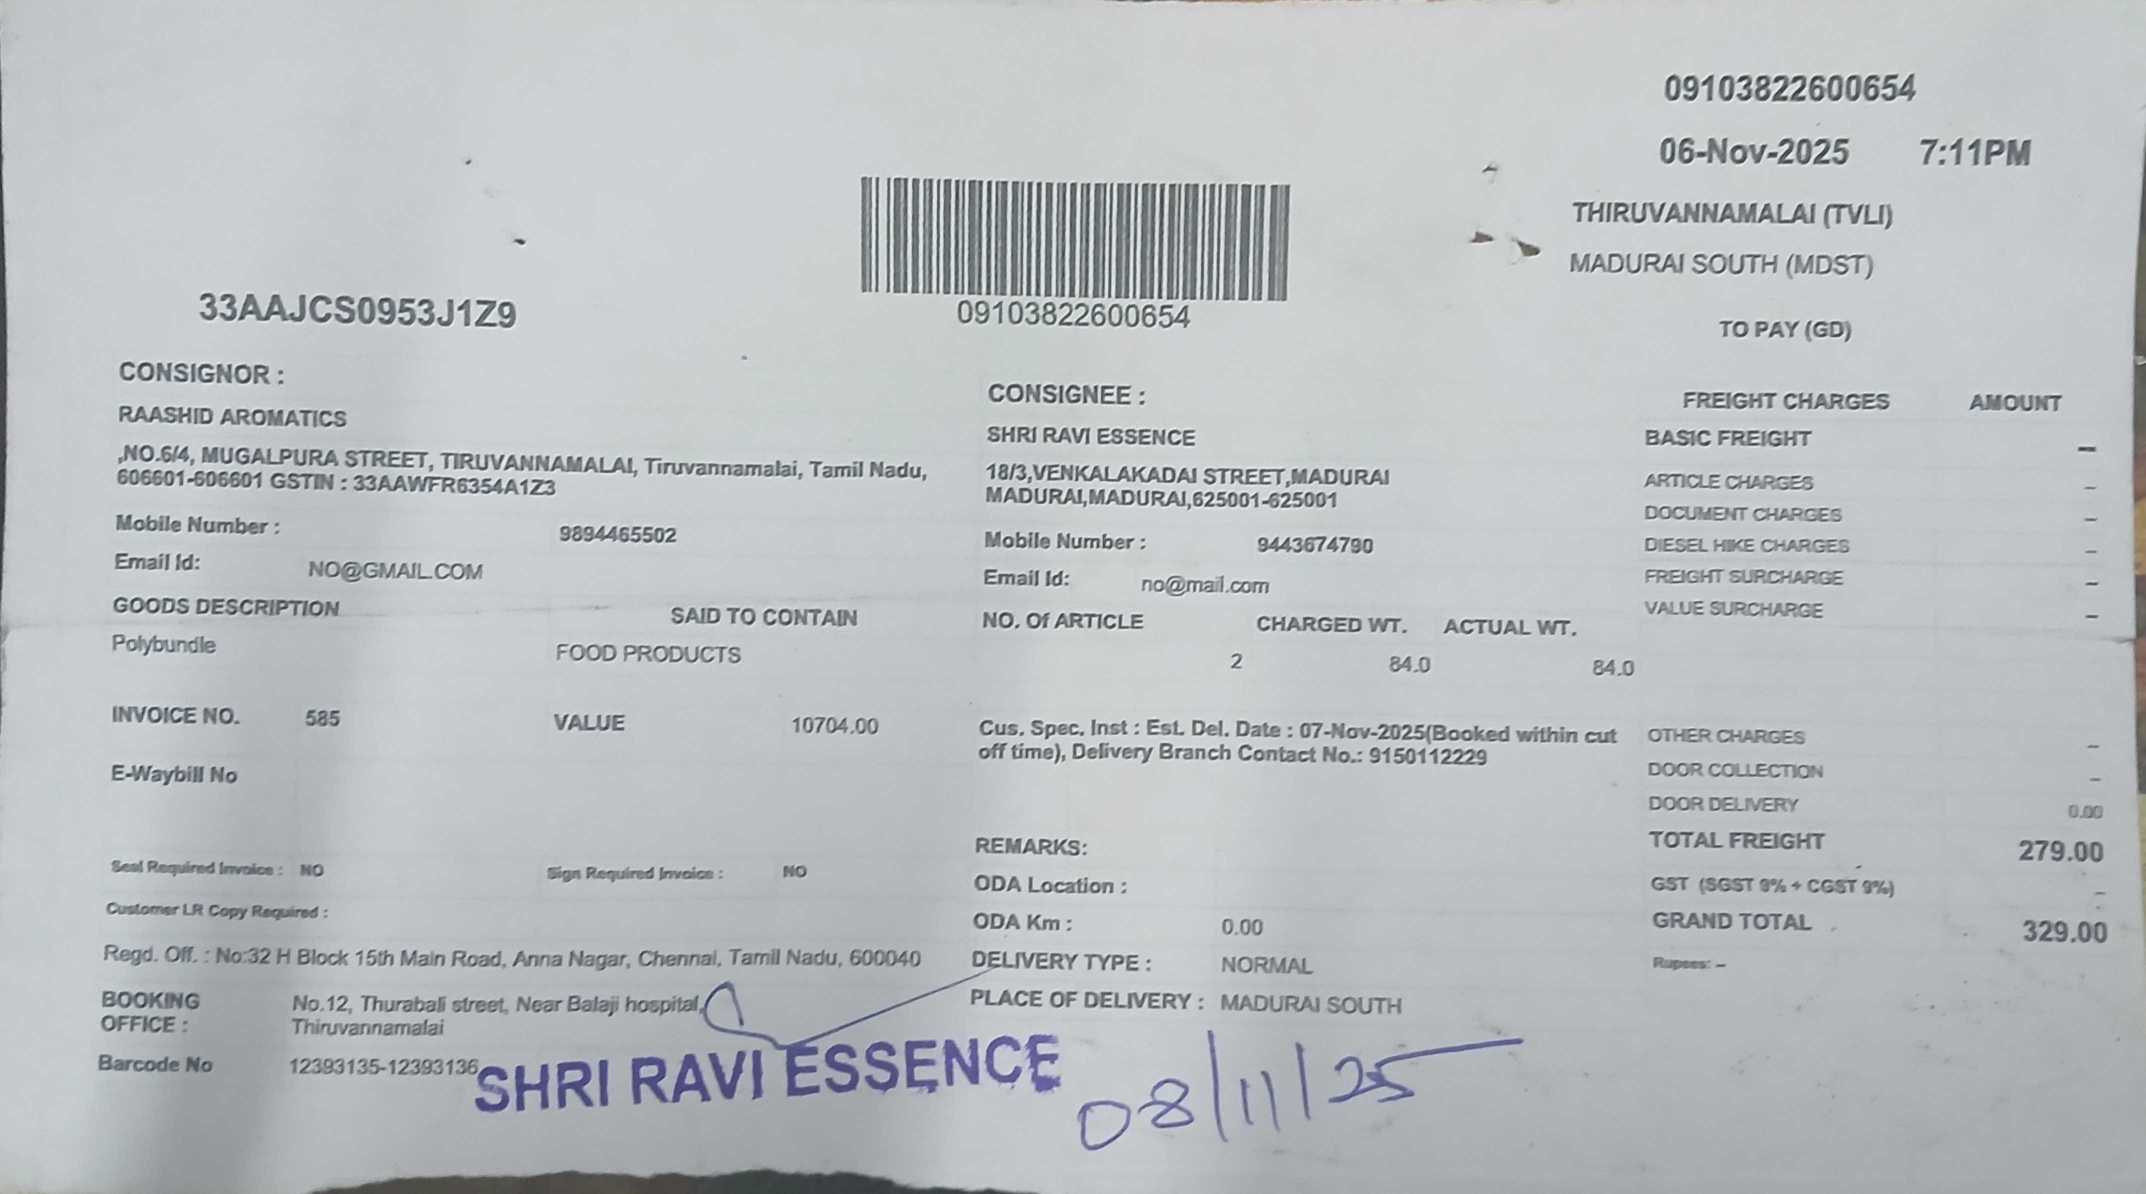 09103822600654
06-Nov-2025 7:11PM
THIRUVANNAMALAI (TVLI)
MADURAI SOUTH (MDST)
09103822600654
33AAJCS0953J1Z9
TO PAY (GD)
CONSIGNOR :
RAASHID AROMATICS
,NO.6/4, MUGALPURA STREET, TIRUVANNAMALAI, Tiruvannamalai, Tamil Nadu,
606601-606601 GSTIN : 33AAWFR6354A1Z3
Mobile Number : 9894465502
Email Id: NO@GMAIL.COM
CONSIGNEE :
SHRI RAVI ESSENCE
18/3,VENKALAKADAI STREET,MADURAI
MADURAI,MADURAI,625001-625001
Mobile Number : 9443674790
Email Id: no@mail.com
FREIGHT CHARGES AMOUNT
BASIC FREIGHT –
ARTICLE CHARGES –
DOCUMENT CHARGES –
DIESEL HIKE CHARGES –
FREIGHT SURCHARGE –
VALUE SURCHARGE –
GOODS DESCRIPTION SAID TO CONTAIN NO. Of ARTICLE CHARGED WT. ACTUAL WT.
Polybundle FOOD PRODUCTS 2 84.0 84.0
INVOICE NO. 585 VALUE 10704.00
E-Waybill No
Cus. Spec. Inst : Est. Del. Date : 07-Nov-2025(Booked within cut
off time), Delivery Branch Contact No.: 9150112229
OTHER CHARGES –
DOOR COLLECTION –
DOOR DELIVERY 0.00
TOTAL FREIGHT 279.00
GST (SGST 9% + CGST 9%) –
GRAND TOTAL 329.00
Rupees: –
Seal Required Invoice : NO Sign Required Invoice : NO
Customer LR Copy Required :
REMARKS:
ODA Location :
ODA Km : 0.00
DELIVERY TYPE : NORMAL
PLACE OF DELIVERY : MADURAI SOUTH
Regd. Off. : No:32 H Block 15th Main Road, Anna Nagar, Chennai, Tamil Nadu, 600040
BOOKING OFFICE : No.12, Thurabali street, Near Balaji hospital,
Thiruvannamalai
Barcode No 12393135-12393136
SHRI RAVI ESSENCE
08/11/25